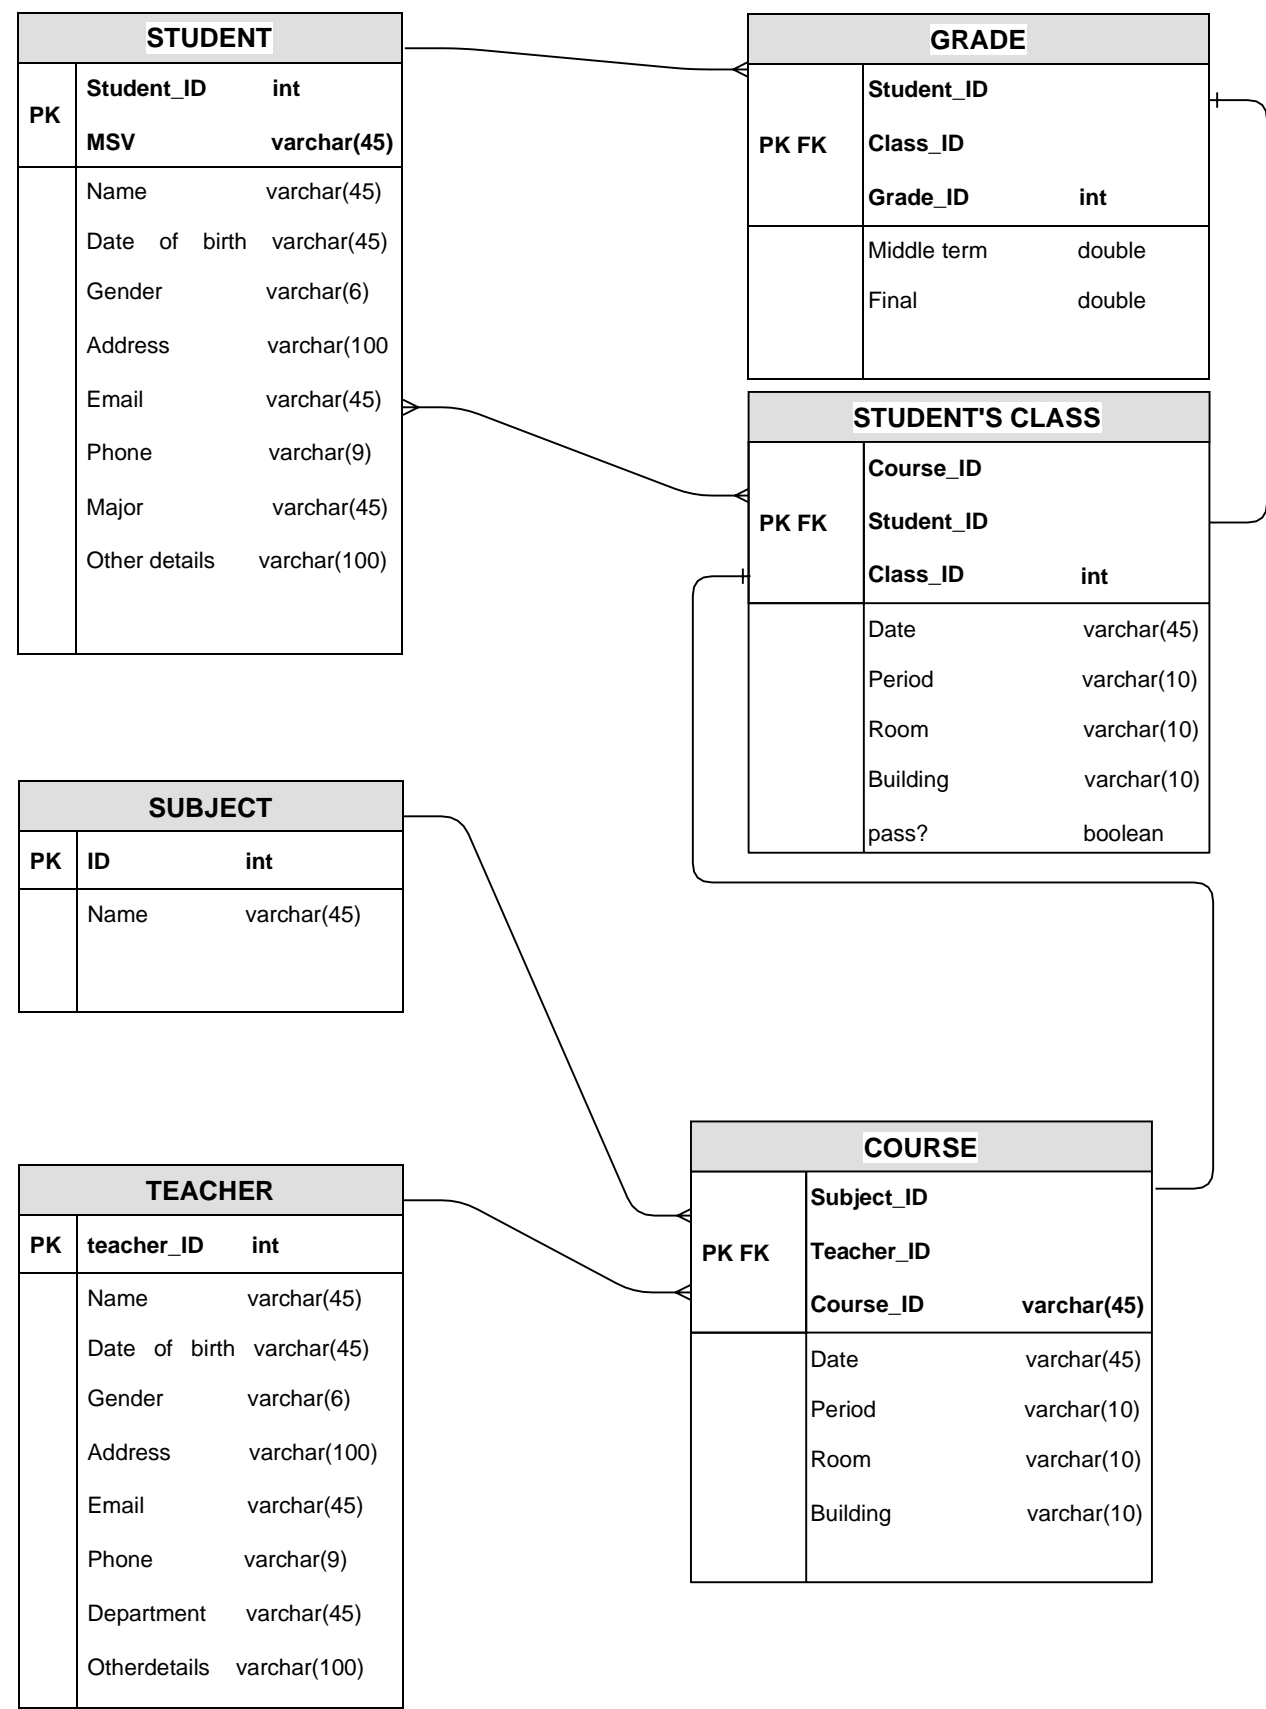 STUDENT
PK
Student_ID int
MSV varchar(45)
Name varchar(45)
Date of birth varchar(45)
Gender varchar(6)
Address varchar(100
Email varchar(45)
Phone varchar(9)
Major varchar(45)
Other details varchar(100)
GRADE
Student_ID
PK FK Class_ID
Grade_ID int
Middle term double
Final double
STUDENT'S CLASS
Course_ID
PK FK Student_ID
Class_ID int
Date varchar(45)
Period varchar(10)
Room varchar(10)
Building varchar(10)
pass? boolean
SUBJECT
PK ID int
Name varchar(45)
TEACHER
PK teacher_ID int
Name varchar(45)
Date of birth varchar(45)
Gender varchar(6)
Address varchar(100)
Email varchar(45)
Phone varchar(9)
Department varchar(45)
Otherdetails varchar(100)
COURSE
Subject_ID
PK FK Teacher_ID
Course_ID varchar(45)
Date varchar(45)
Period varchar(10)
Room varchar(10)
Building varchar(10)